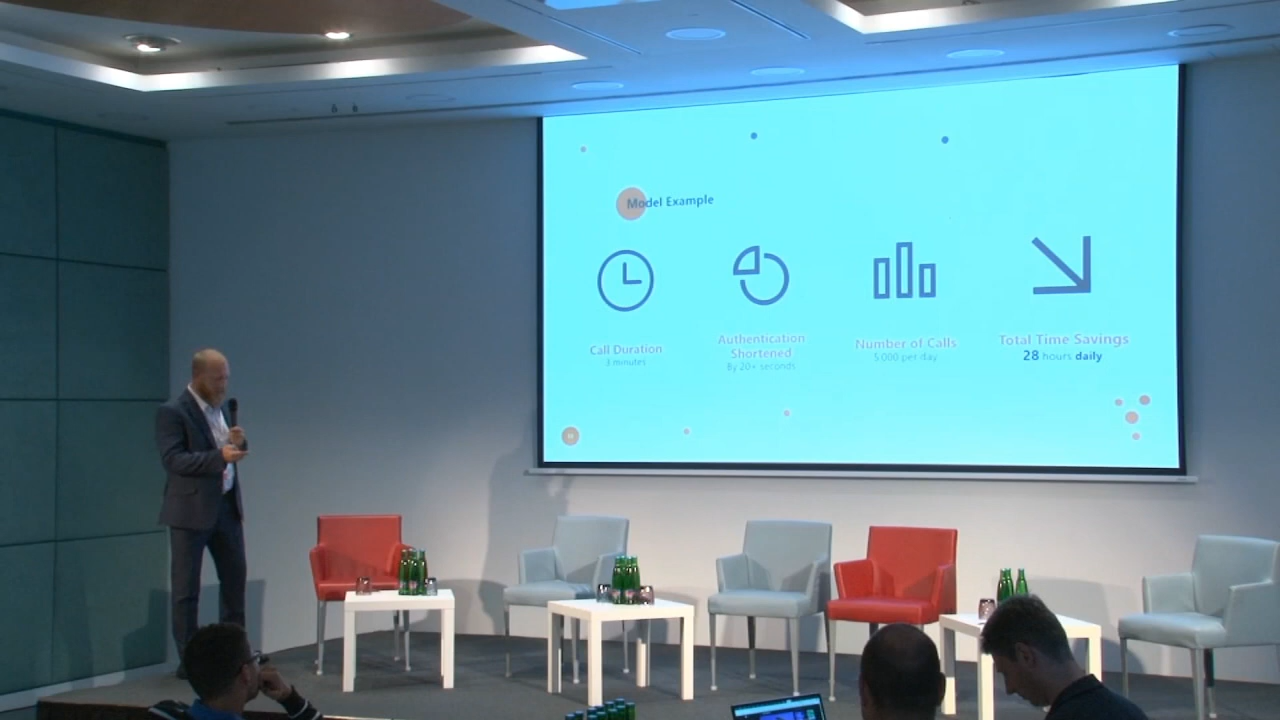 Model Example
Call Duration
3 minutes
Authentication
Shortened
By 20+ seconds
Number of Calls
5 000 per day
Total Time Savings
28 hours daily